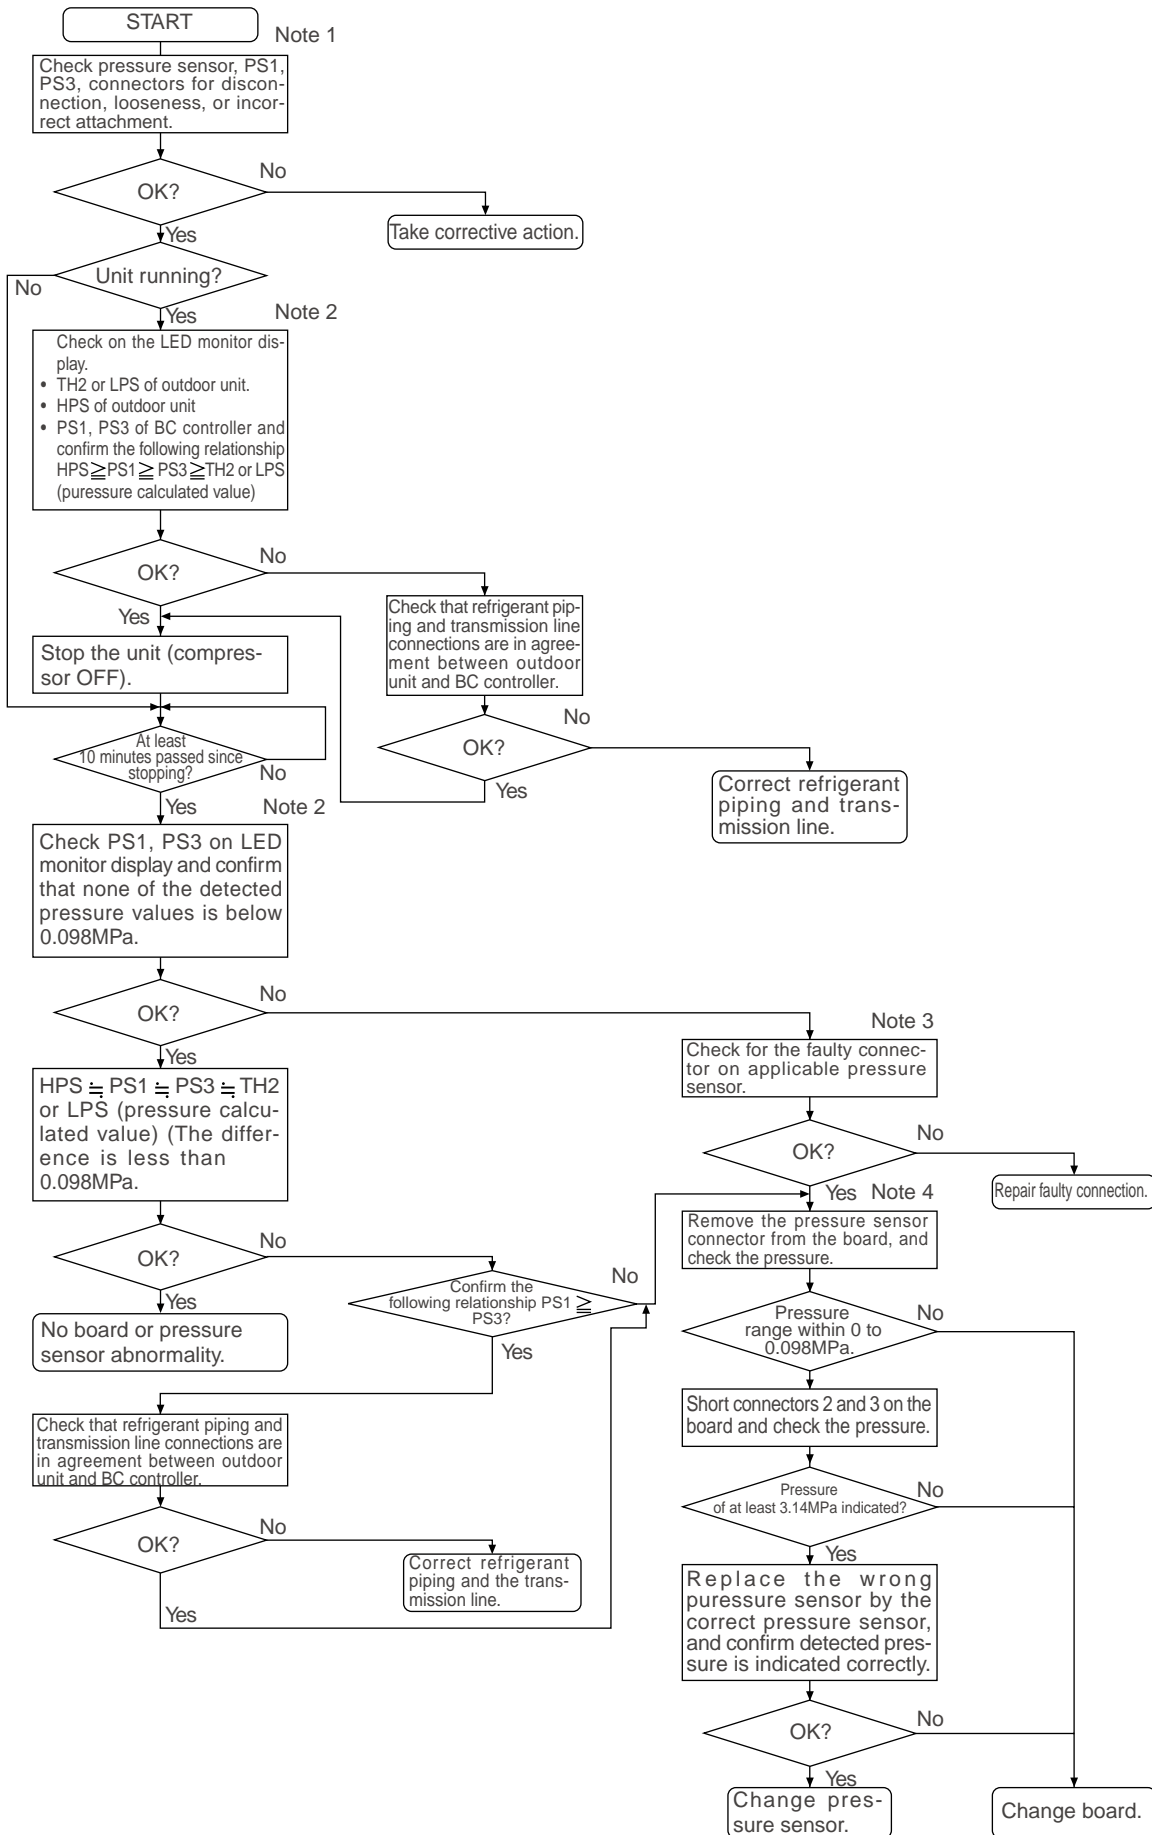 START
Note 1
Check pressure sensor, PS1,
PS3, connectors for discon-
nection, looseness, or incor-
rect attachment.
OK?
No
Take corrective action.
Yes
Unit running?
No
Yes
Note 2
Check on the LED monitor dis-
play.
• TH2 or LPS of outdoor unit.
• HPS of outdoor unit
• PS1, PS3 of BC controller and
confirm the following relationship
HPS≧PS1≧PS3≧TH2 or LPS
(puressure calculated value)
OK?
No
Yes
Check that refrigerant pip-
ing and transmission line
connections are in agree-
ment between outdoor
unit and BC controller.
Stop the unit (compres-
sor OFF).
OK?
No
Yes
Correct refrigerant
piping and trans-
mission line.
At least
10 minutes passed since
stopping?
No
Yes
Note 2
Check PS1, PS3 on LED
monitor display and confirm
that none of the detected
pressure values is below
0.098MPa.
OK?
No
Yes
Note 3
Check for the faulty connec-
tor on applicable pressure
sensor.
HPS ≒ PS1 ≒ PS3 ≒ TH2
or LPS (pressure calcu-
lated value) (The differ-
ence is less than
0.098MPa.
OK?
No
Repair faulty connection.
Yes
Note 4
Remove the pressure sensor
connector from the board, and
check the pressure.
OK?
No
Yes
Confirm the
following relationship PS1 ≧
PS3?
No
Yes
No board or pressure
sensor abnormality.
Pressure
range within 0 to
0.098MPa.
No
Short connectors 2 and 3 on the
board and check the pressure.
Check that refrigerant piping and
transmission line connections are
in agreement between outdoor
unit and BC controller.
Pressure
of at least 3.14MPa indicated?
No
Yes
OK?
No
Correct refrigerant
piping and the trans-
mission line.
Yes
Replace the wrong
puressure sensor by the
correct pressure sensor,
and confirm detected pres-
sure is indicated correctly.
OK?
No
Yes
Change pres-
sure sensor.
Change board.